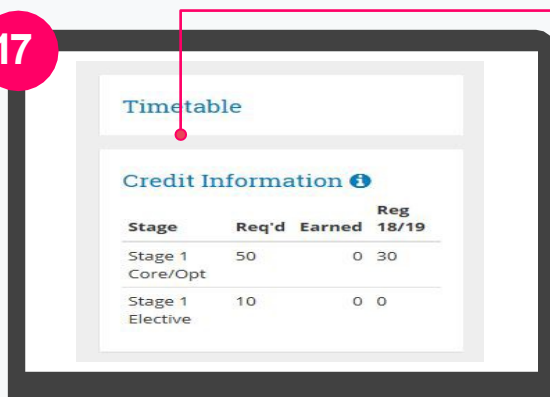 17
Timetable
Credit Information
Reg
Stage Req'd Earned 18/19
Stage 1 50 0 30
Core/Opt
Stage 1 10 0 0
Elective